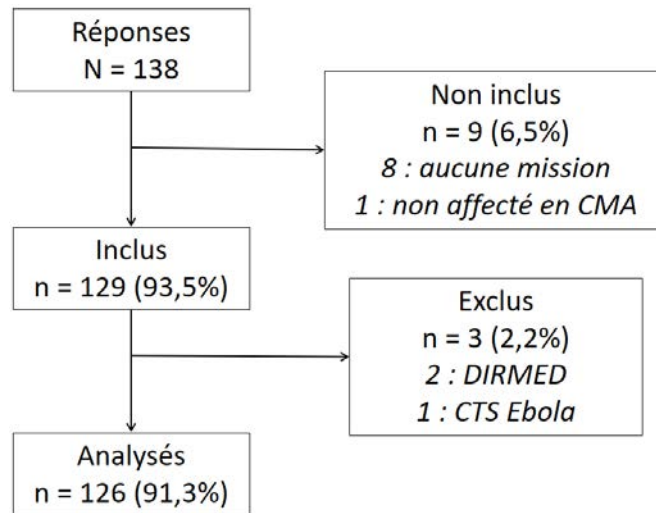 Réponses
N = 138
Non inclus
n = 9 (6,5%)
8 : aucune mission
1 : non affecté en CMA
Inclus
n = 129 (93,5%)
Exclus
n = 3 (2,2%)
2 : DIRMED
1 : CTS Ebola
Analysés
n = 126 (91,3%)